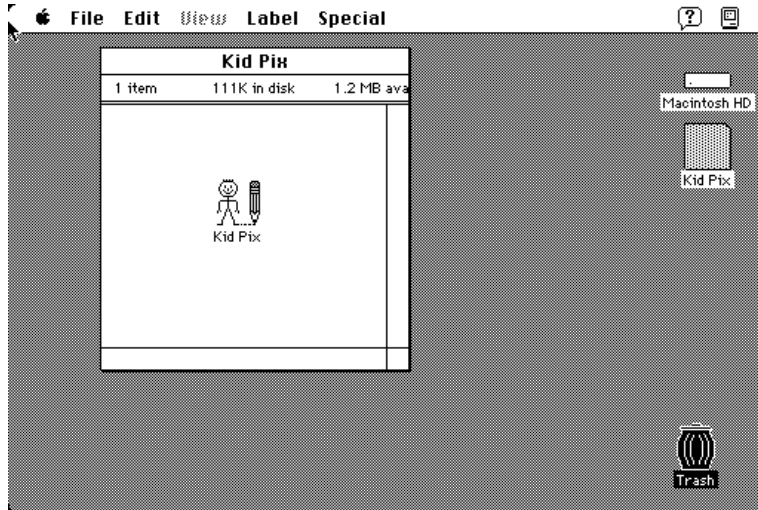 File Edit View Label Special
Kid Pix
1 item 111K in disk 1.2 MB ava
Macintosh HD
Kid Pix
Kid Pix
Trash